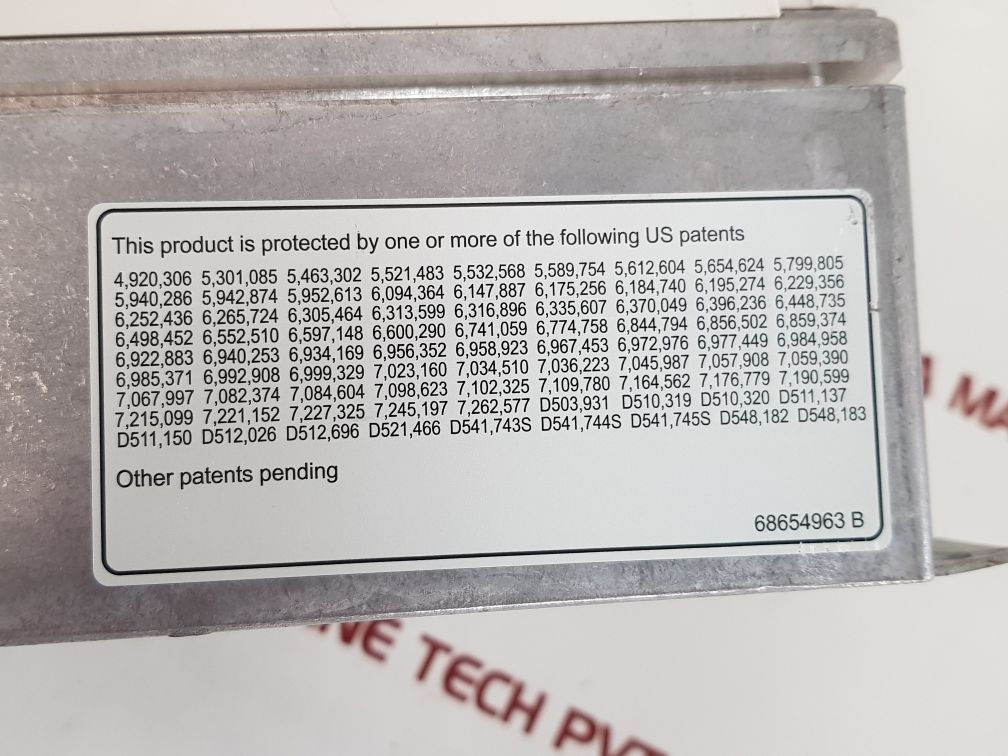 This product is protected by one or more of the following US patents
4,920,306 5,301,085 5,463,302 5,521,483 5,532,568 5,589,754 5,612,604 5,654,624 5,799,805
5,940,286 5,942,874 5,952,613 6,094,364 6,147,887 6,175,256 6,184,740 6,195,274 6,229,356
6,252,436 6,265,724 6,305,464 6,313,599 6,316,896 6,335,607 6,370,049 6,396,236 6,448,735
6,498,452 6,552,510 6,597,148 6,600,290 6,741,059 6,774,758 6,844,794 6,856,502 6,859,374
6,922,883 6,940,253 6,934,169 6,956,352 6,958,923 6,967,453 6,972,976 6,977,449 6,984,958
6,985,371 6,992,908 6,999,329 7,023,160 7,034,510 7,036,223 7,045,987 7,057,908 7,059,390
7,067,997 7,082,374 7,084,604 7,098,623 7,102,325 7,109,780 7,164,562 7,176,779 7,190,599
7,215,099 7,221,152 7,227,325 7,245,197 7,262,577 D503,931 D510,319 D510,320 D511,137
D511,150 D512,026 D512,696 D521,466 D541,743S D541,744S D541,745S D548,182 D548,183
Other patents pending
68654963 B
MA
NE TECH PVT